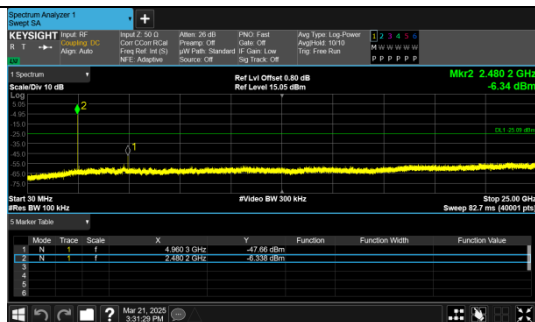 Spectrum Analyzer 1
Swept SA
+
KEYSIGHT Input: RF Input Z: 50 Ω Atten: 26 dB PNO: Fast Avg Type: Log-Power 1 2 3 4 5 6
R T Coupling: DC Corr CCorr RCal Preamp: Off Gate: Off Avg|Hold: 10/10 M W W W W W
Align: Auto Freq Ref: Int (S) µW Path: Standard IF Gain: Low Trig: Free Run P P P P P P
NFE: Adaptive Source: Off Sig Track: Off
1 Spectrum Ref Lvl Offset 0.80 dB Mkr2 2.480 2 GHz
Scale/Div 10 dB Ref Level 15.05 dBm -6.34 dBm
Log
5.05
-4.95
-15.0
-25.0
-35.0
-45.0
-55.0
-65.0
-75.0
2
1
Start 30 MHz #Video BW 300 kHz Stop 25.00 GHz
#Res BW 100 kHz Sweep 82.7 ms (40001 pts)
5 Marker Table
Mode Trace Scale X Y Function Function Width Function Value
1 N 1 f 4.960 3 GHz -47.66 dBm
2 N 1 f 2.480 2 GHz -6.338 dBm
3
4
5
6
? Mar 21, 2025
3:31:29 PM